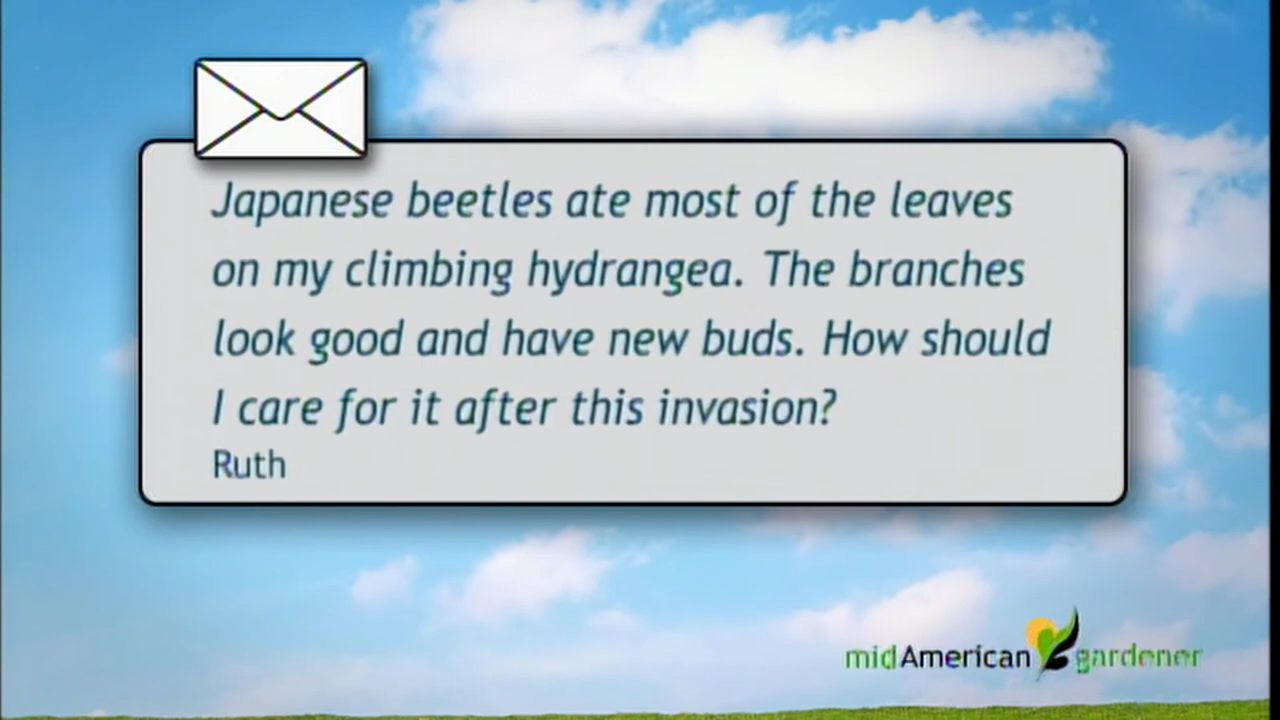 Japanese beetles ate most of the leaves
on my climbing hydrangea. The branches
look good and have new buds. How should
I care for it after this invasion?
Ruth
midAmerican gardener